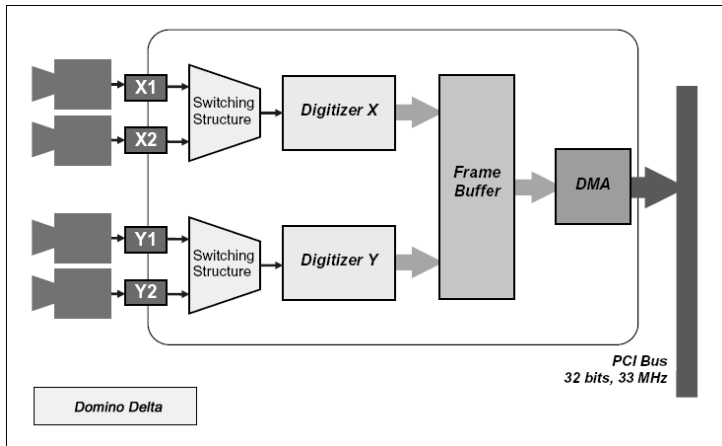 X1
X2
Switching
Structure
Digitizer X
Frame
Buffer
DMA
Y1
Y2
Switching
Structure
Digitizer Y
PCI Bus
32 bits, 33 MHz
Domino Delta